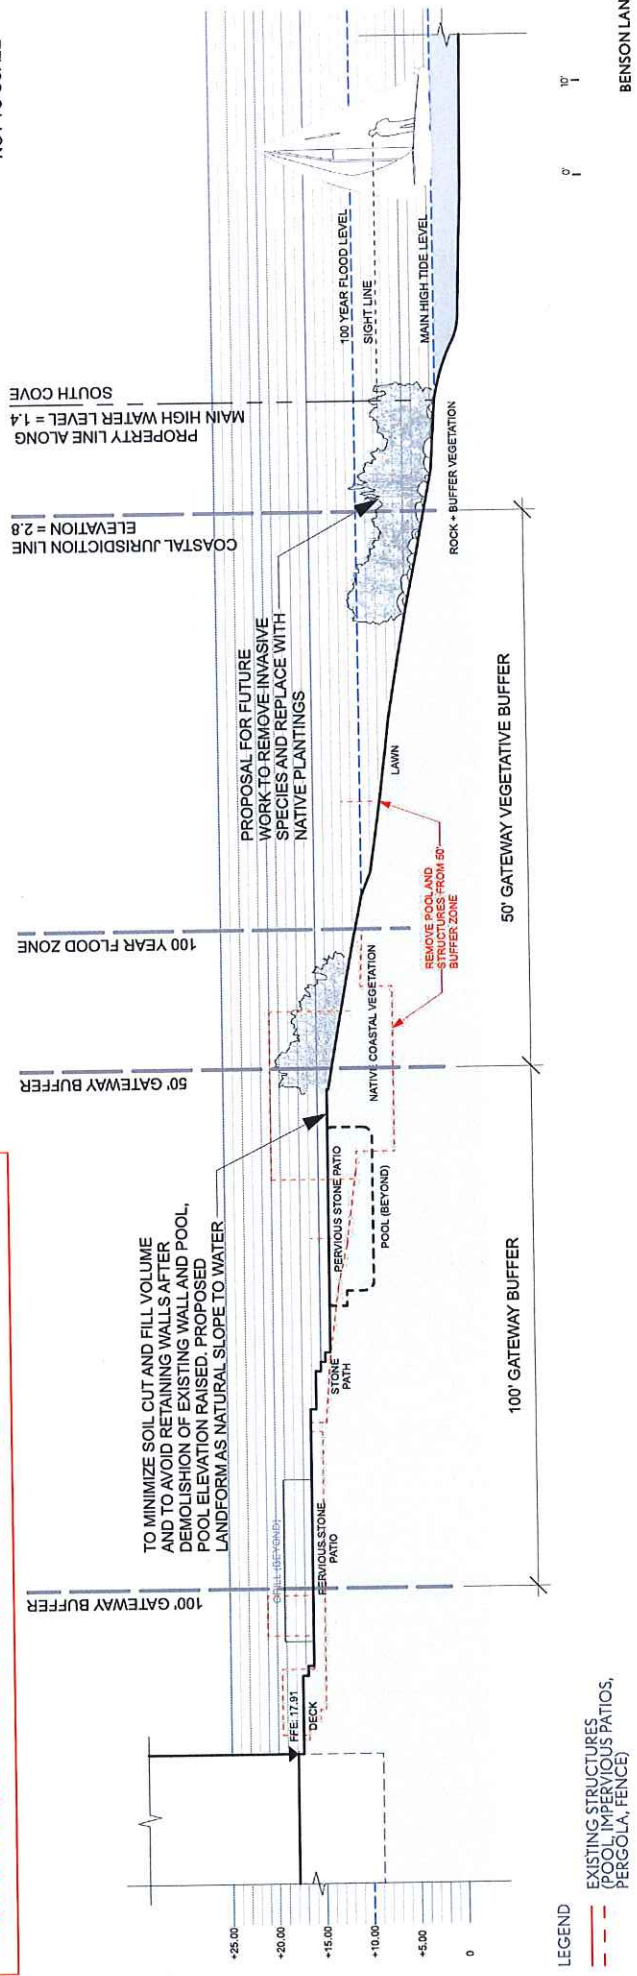 TO MINIMIZE SOIL CUT AND FILL VOLUME
AND TO AVOID RETAINING WALLS AFTER
DEMOLISHION OF EXISTING WALL AND POOL,
POOL ELEVATION RAISED. PROPOSED
LANDFORM AS NATURAL SLOPE TO WATER
PROPOSAL FOR FUTURE
WORK TO REMOVE INVASIVE
SPECIES AND REPLACE WITH
NATIVE PLANTINGS
100' GATEWAY BUFFER
50' GATEWAY BUFFER
100 YEAR FLOOD ZONE
COASTAL JURISDICTION LINE
ELEVATION = 2.8
PROPERTY LINE ALONG
MAIN HIGH WATER LEVEL = 1.4
SOUTH COVE
100 YEAR FLOOD LEVEL
SIGHT LINE
MAIN HIGH TIDE LEVEL
+25.00
+20.00
+15.00
+10.00
+5.00
0
FFE: 17.91
DECK
GRILL (BEYOND)
PERVIOUS STONE
PATIO
STONE
PATH
PERVIOUS STONE PATIO
POOL (BEYOND)
NATIVE COASTAL VEGETATION
REMOVE POOL AND
STRUCTURES FROM 50'
BUFFER ZONE
LAWN
ROCK + BUFFER VEGETATION
100' GATEWAY BUFFER
50' GATEWAY VEGETATIVE BUFFER
0'
10'
LEGEND
EXISTING STRUCTURES
(POOL, IMPERVIOUS PATIOS,
PERGOLA, FENCE)
BENSON LAN